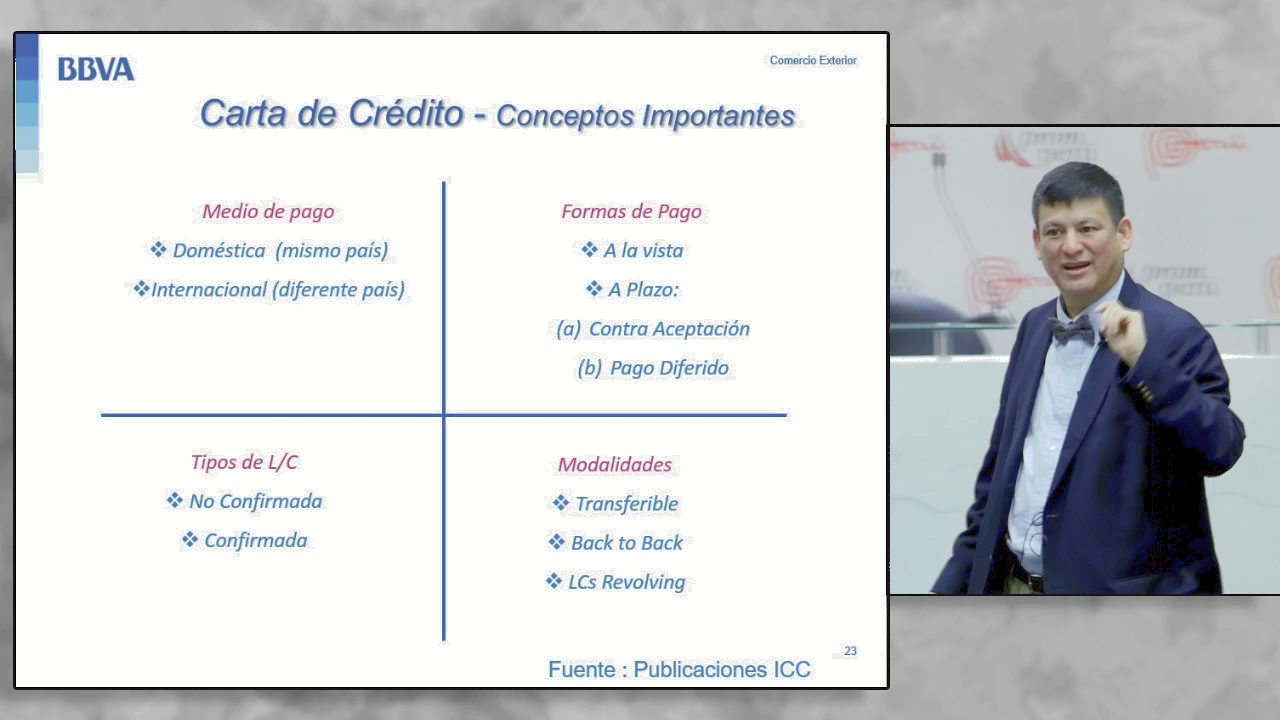 BBVA
Comercio Exterior
Carta de Crédito - Conceptos Importantes
Medio de pago
❖ Doméstica (mismo país)
❖Internacional (diferente país)
Formas de Pago
❖ A la vista
❖ A Plazo:
(a) Contra Aceptación
(b) Pago Diferido
Tipos de L/C
❖ No Confirmada
❖ Confirmada
Modalidades
❖ Transferible
❖ Back to Back
❖ LCs Revolving
23
Fuente : Publicaciones ICC